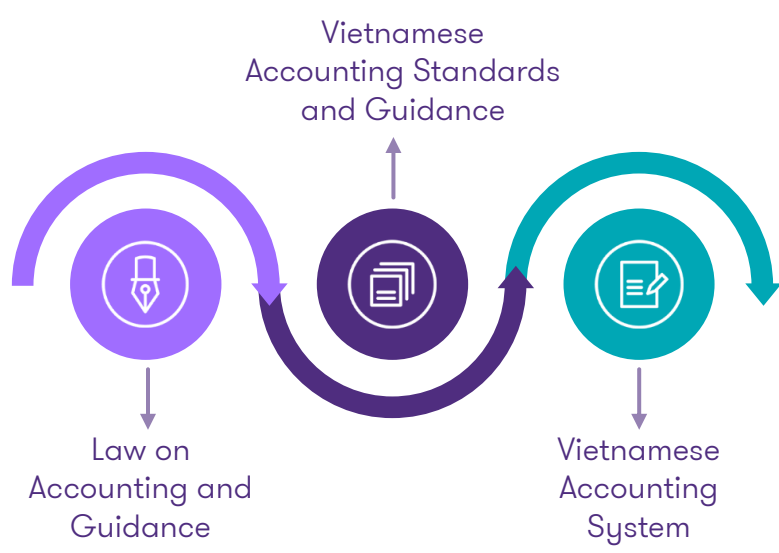 Vietnamese
Accounting Standards
and Guidance
Law on
Accounting and
Guidance
Vietnamese
Accounting
System